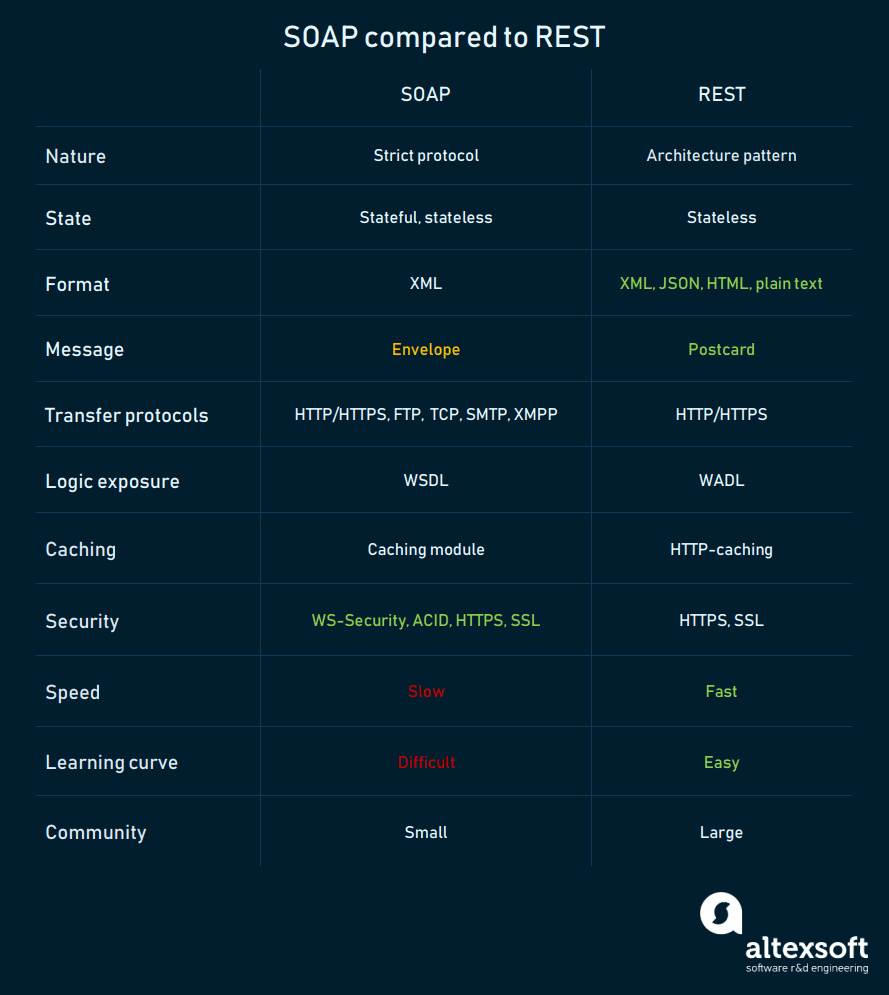 SOAP compared to REST
SOAP REST
Nature Strict protocol Architecture pattern
State Stateful, stateless Stateless
Format XML XML, JSON, HTML, plain text
Message Envelope Postcard
Transfer protocols HTTP/HTTPS, FTP, TCP, SMTP, XMPP HTTP/HTTPS
Logic exposure WSDL WADL
Caching Caching module HTTP-caching
Security WS-Security, ACID, HTTPS, SSL HTTPS, SSL
Speed Slow Fast
Learning curve Difficult Easy
Community Small Large
altexsoft
software r&d engineering